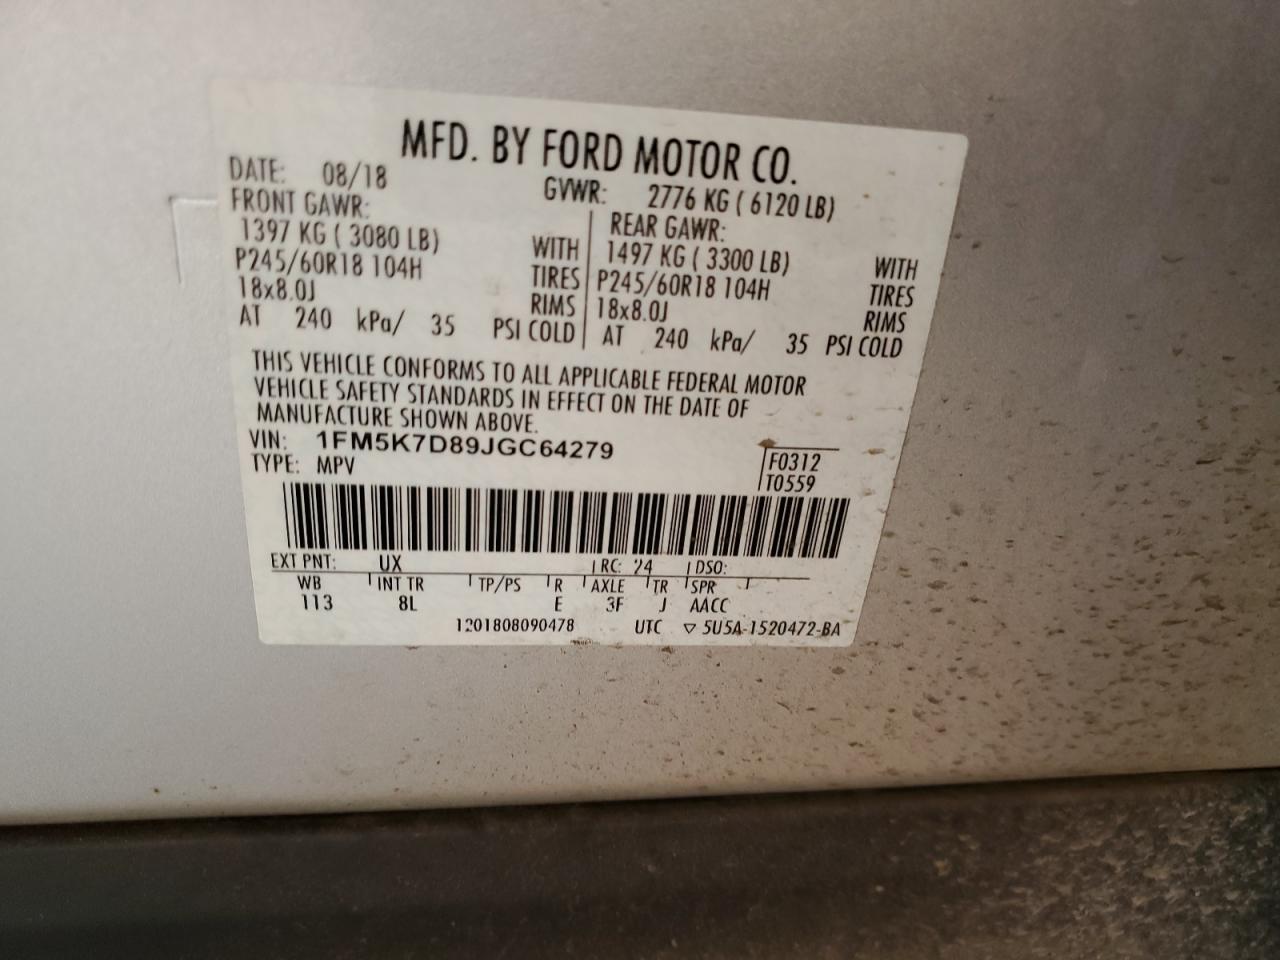 MFD. BY FORD MOTOR CO.
DATE: 08/18 GVWR: 2776 KG ( 6120 LB)
FRONT GAWR: REAR GAWR:
1397 KG ( 3080 LB) WITH 1497 KG ( 3300 LB) WITH
P245/60R18 104H TIRES P245/60R18 104H TIRES
18x8.0J RIMS 18x8.0J RIMS
AT 240 kPa/ 35 PSI COLD AT 240 kPa/ 35 PSI COLD
THIS VEHICLE CONFORMS TO ALL APPLICABLE FEDERAL MOTOR
VEHICLE SAFETY STANDARDS IN EFFECT ON THE DATE OF
MANUFACTURE SHOWN ABOVE.
VIN: 1FM5K7D89JGC64279
TYPE: MPV F0312
T0559
EXT PNT: UX RC: 24 DSO:
WB INT TR TP/PS R AXLE TR SPR
113 8L E 3F J AACC
1201808090478 UTC ▽ 5U5A-1520472-BA